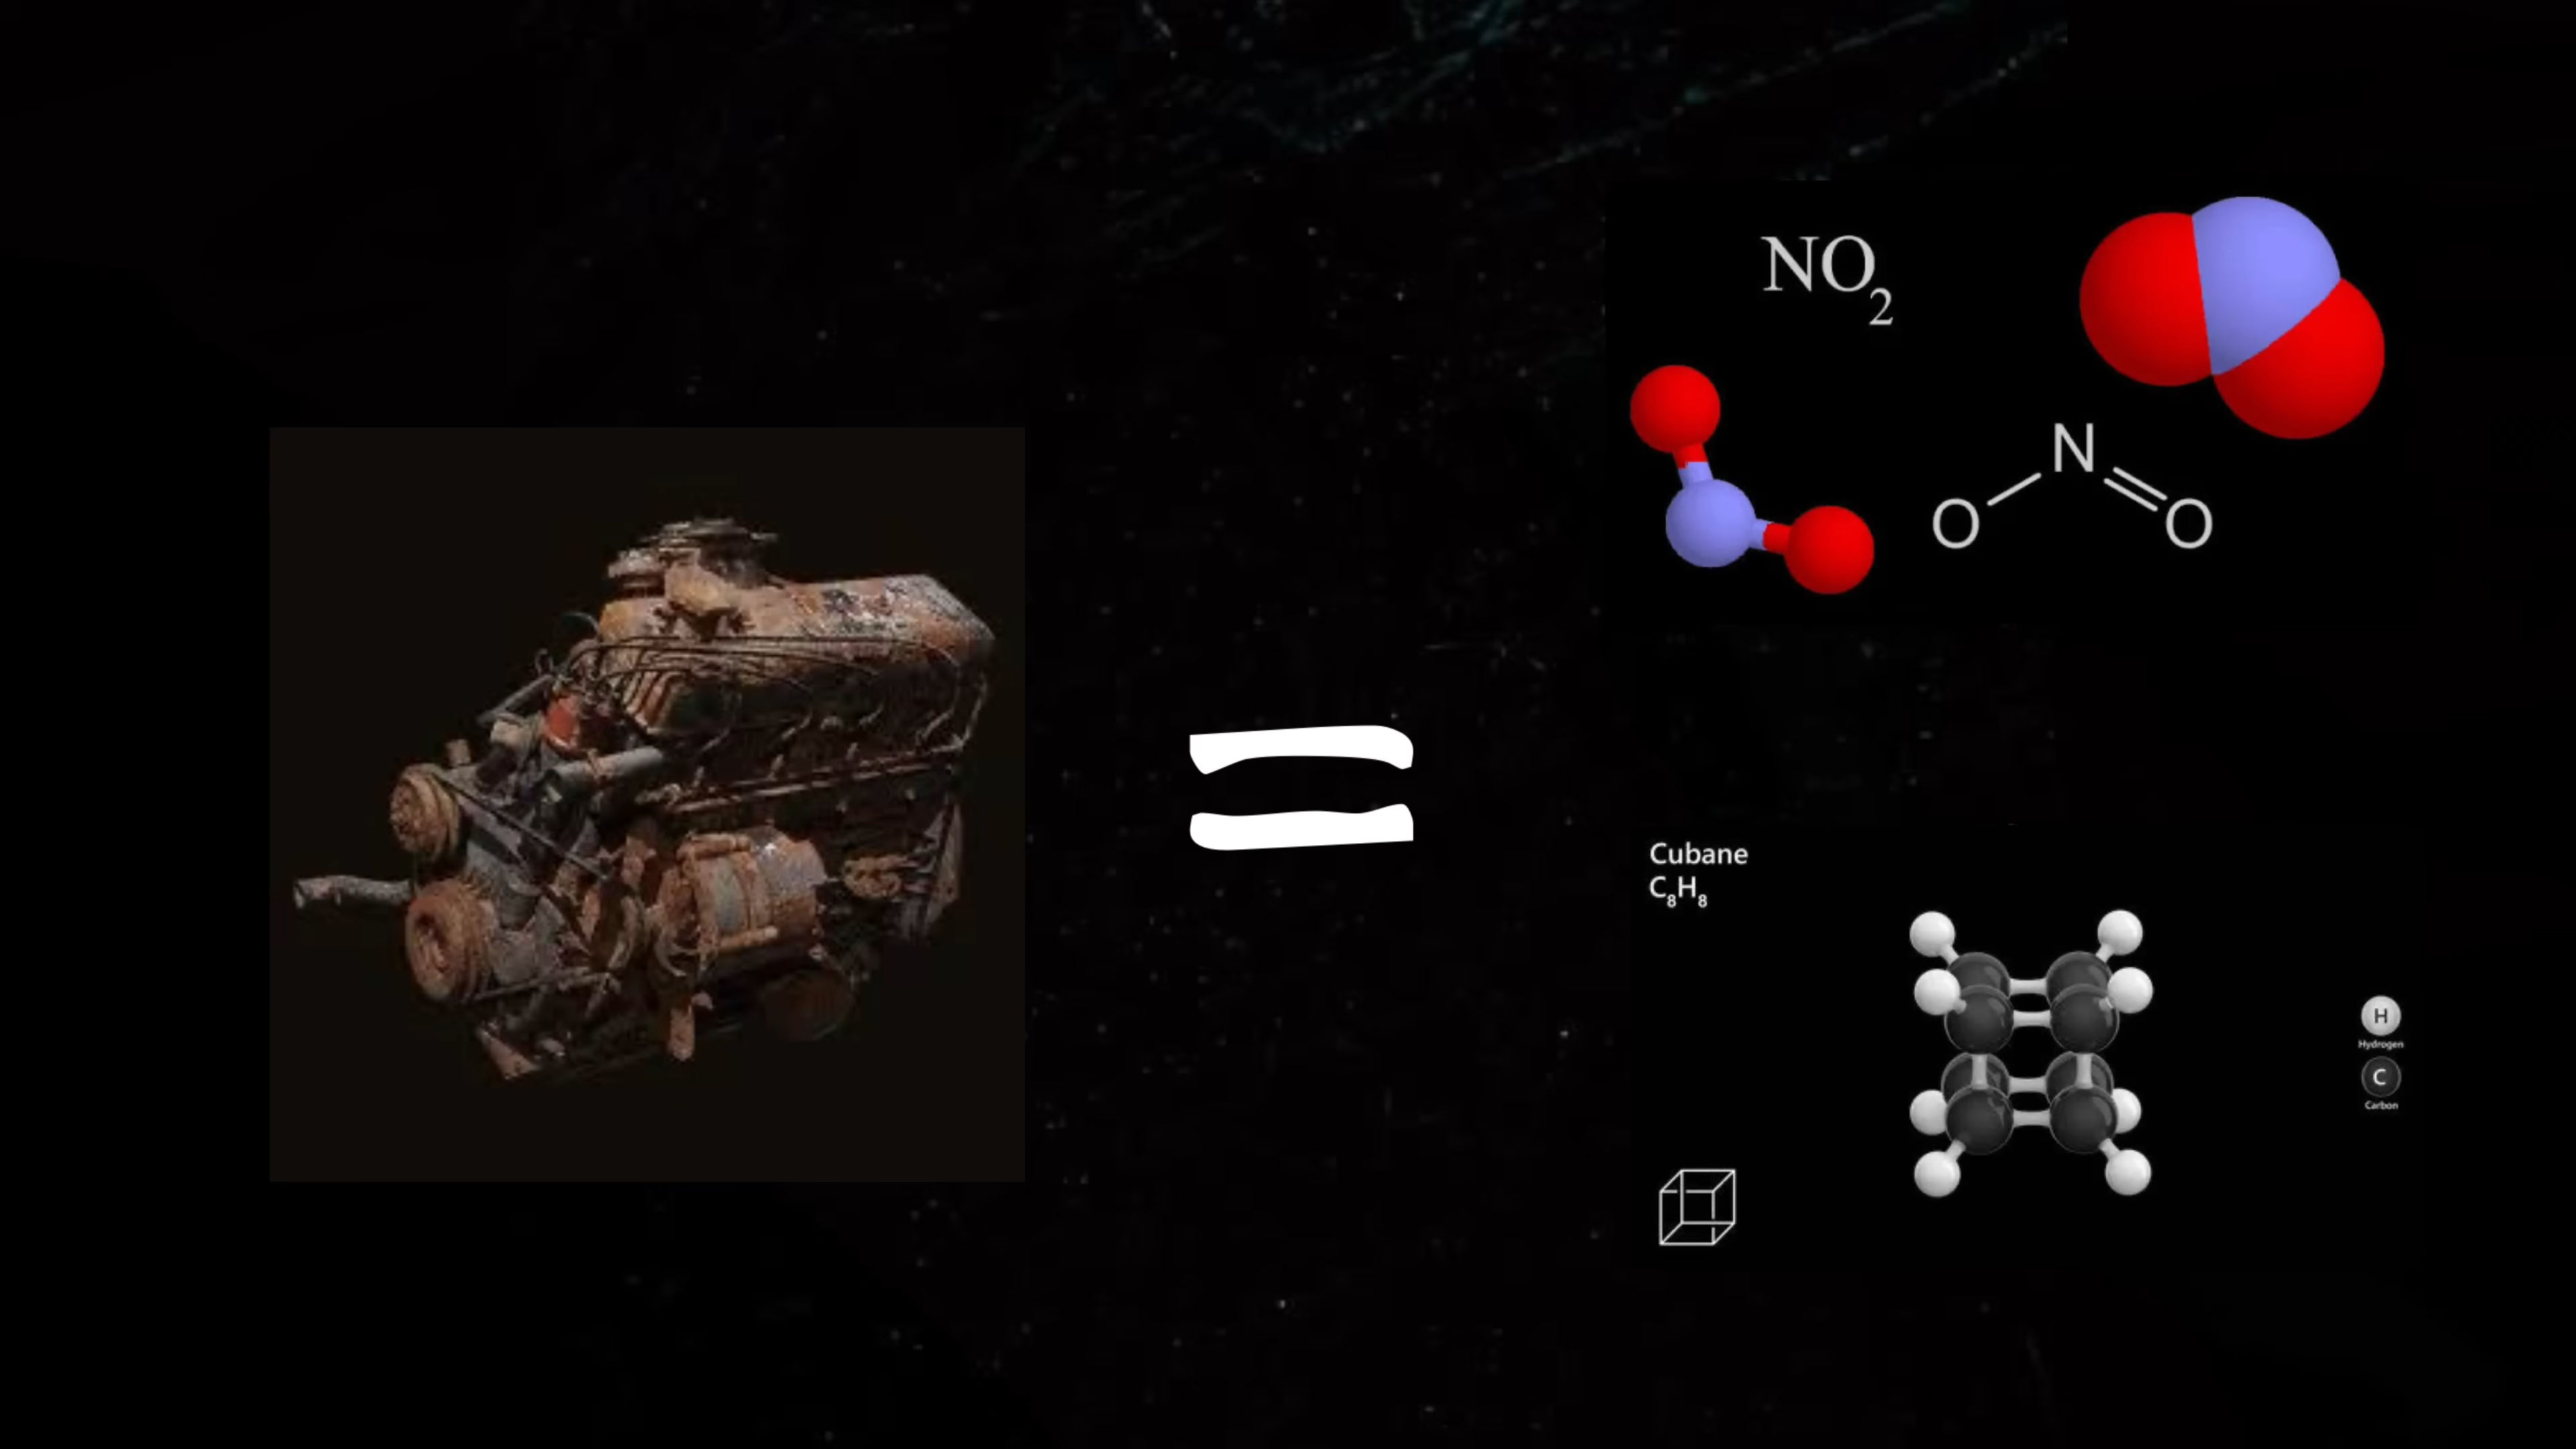 NO₂
N
O
O
Cubane
C₈H₈
H
Hydrogen
C
Carbon